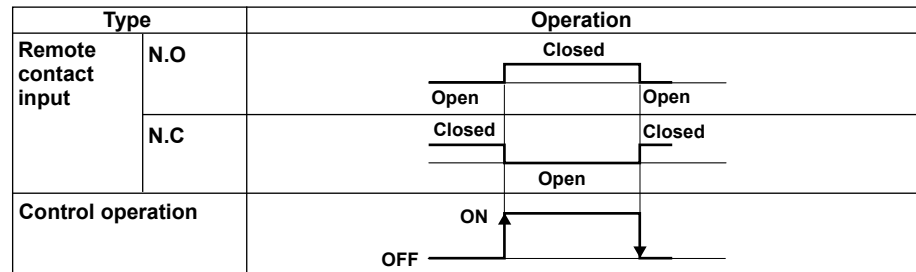 Type Operation
Remote contact input
N.O
Closed
Open Open
N.C
Closed Closed
Open
Control operation
ON
OFF